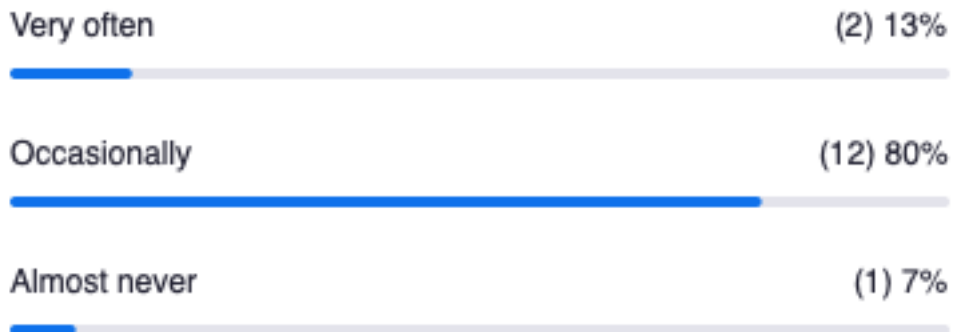 Very often (2) 13%
Occasionally (12) 80%
Almost never (1) 7%